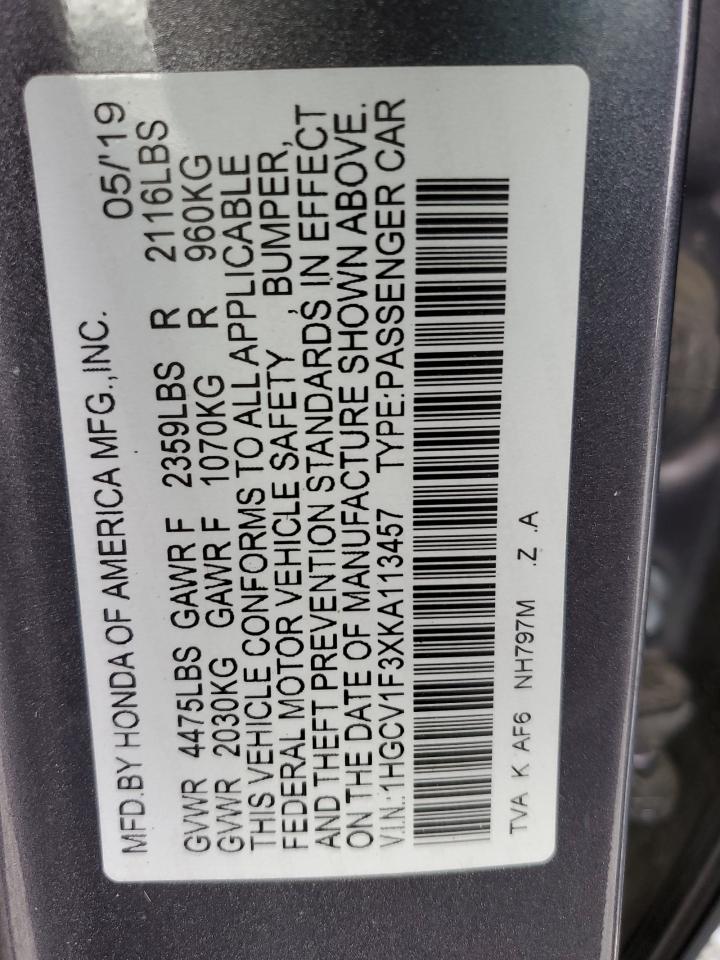 MFD.BY HONDA OF AMERICA MFG.,INC. 05/'19
GVWR 4475LBS GAWR F 2359LBS R 2116LBS
GVWR 2030KG GAWR F 1070KG R 960KG
THIS VEHICLE CONFORMS TO ALL APPLICABLE
FEDERAL MOTOR VEHICLE SAFETY , BUMPER,
AND THEFT PREVENTION STANDARDS IN EFFECT
ON THE DATE OF MANUFACTURE SHOWN ABOVE.
V.I.N.:1HGCV1F3XKA113457 TYPE:PASSENGER CAR
TVA K AF6 NH797M .Z .A